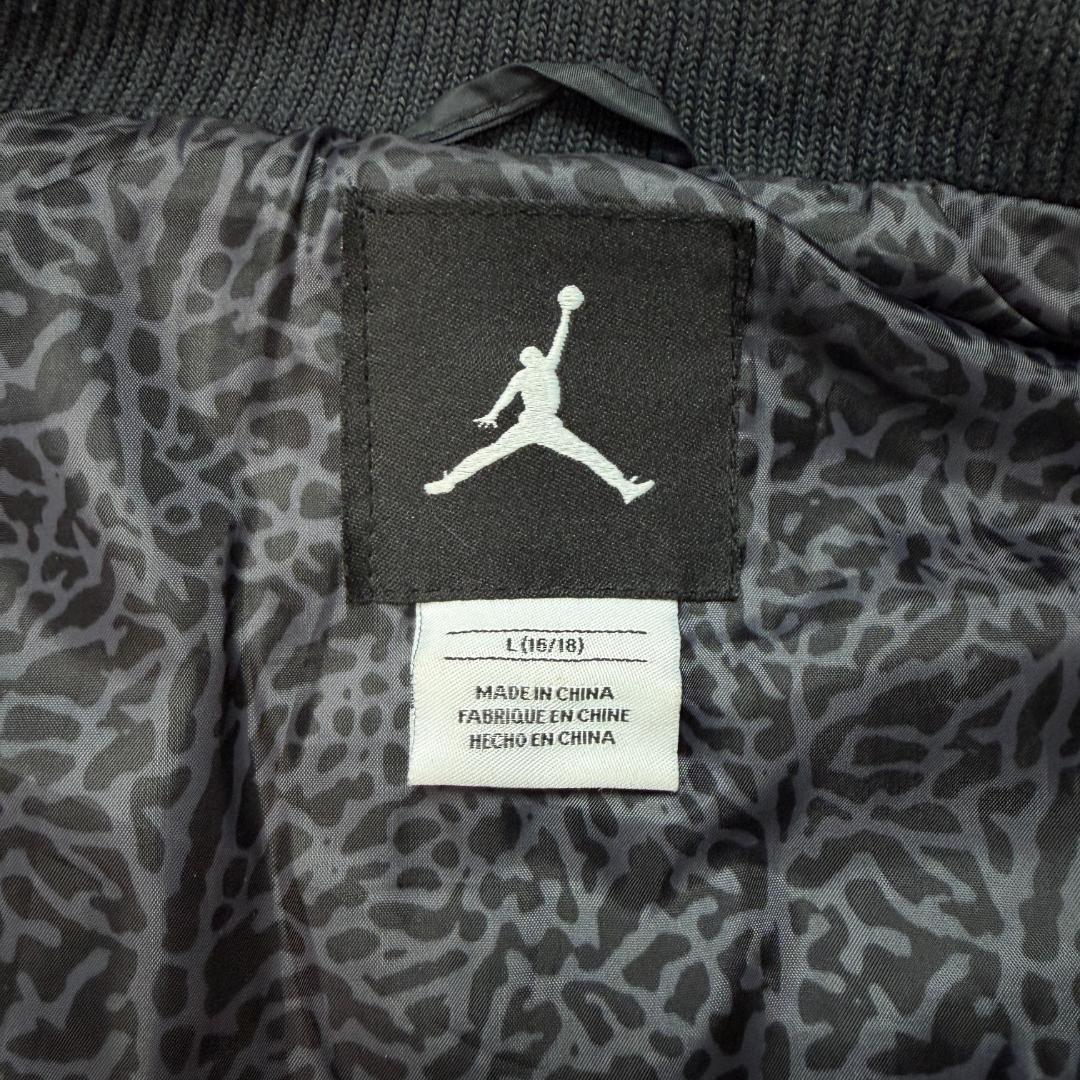 L (16/18)
MADE IN CHINA
FABRIQUE EN CHINE
HECHO EN CHINA